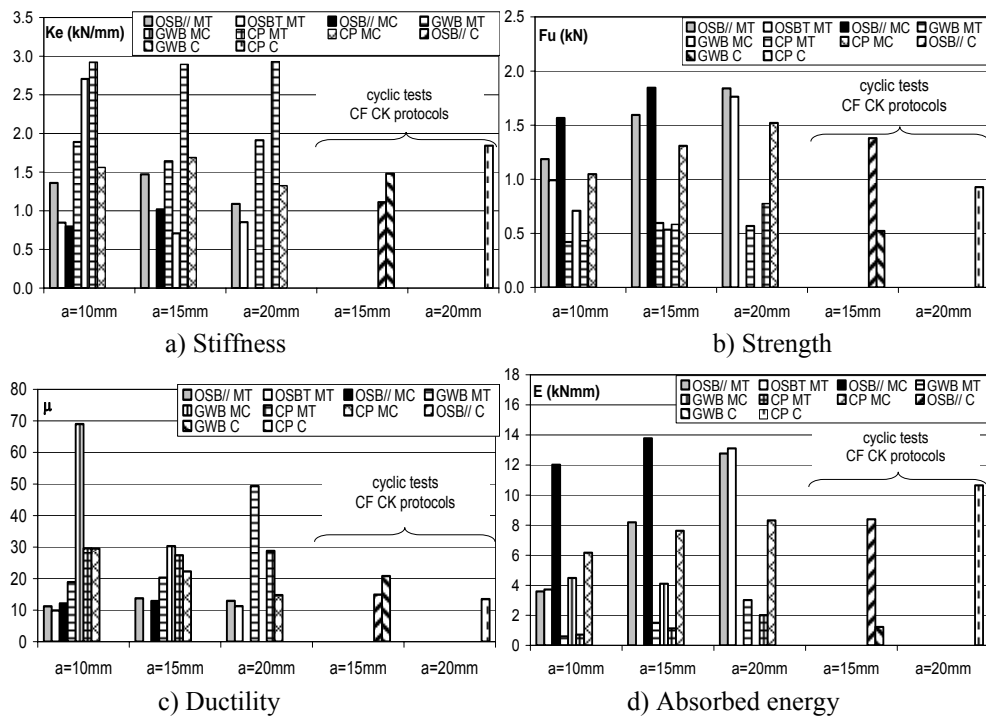 Ke (kN/mm)
OSB// MT OSBT MT OSB// MC GWB MT
GWB MC CP MT CP MC OSB// C
GWB C CP C
3.5
3.0
2.5
2.0
1.5
1.0
0.5
0.0
cyclic tests
CF CK protocols
a=10mm a=15mm a=20mm a=15mm a=20mm
a) Stiffness
Fu (kN)
OSB// MT OSBT MT OSB// MC GWB MT
GWB MC CP MT CP MC OSB// C
GWB C CP C
2.5
2.0
1.5
1.0
0.5
0.0
cyclic tests
CF CK protocols
a=10mm a=15mm a=20mm a=15mm a=20mm
b) Strength
μ
OSB// MT OSBT MT OSB// MC GWB MT
GWB MC CP MT CP MC OSB// C
GWB C CP C
80
70
60
50
40
30
20
10
0
cyclic tests
CF CK protocols
a=10mm a=15mm a=20mm a=15mm a=20mm
c) Ductility
E (kNmm)
OSB// MT OSBT MT OSB// MC GWB MT
GWB MC CP MT CP MC OSB// C
GWB C CP C
18
16
14
12
10
8
6
4
2
0
cyclic tests
CF CK protocols
a=10mm a=15mm a=20mm a=15mm a=20mm
d) Absorbed energy